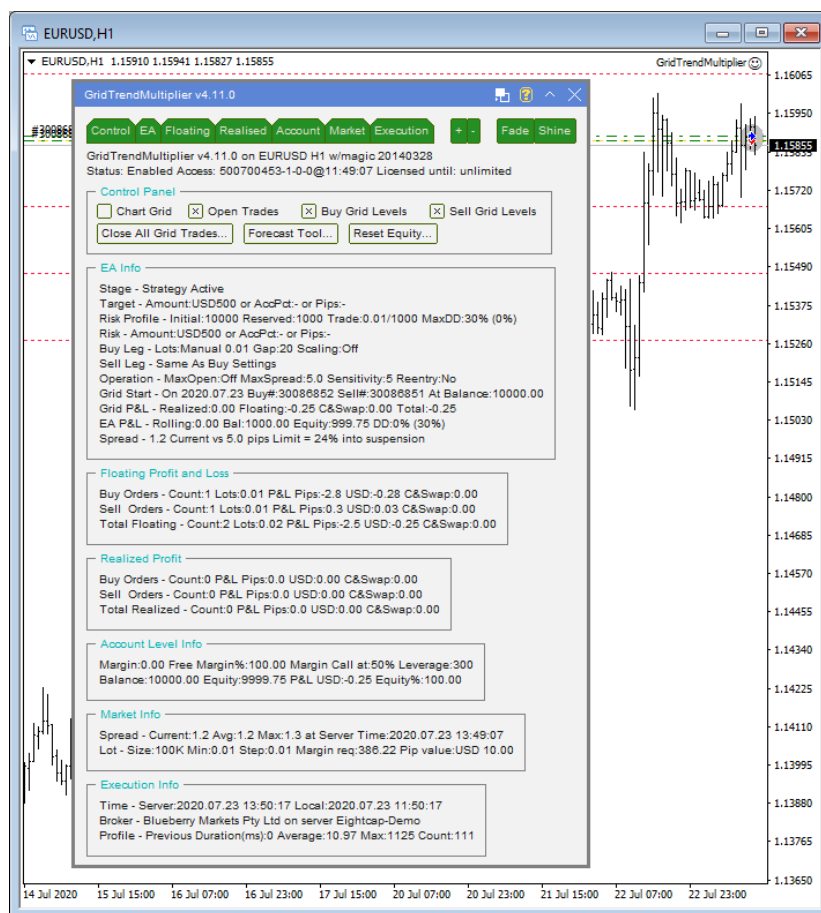 EURUSD,H1
EURUSD,H1 1.15910 1.15941 1.15827 1.15855
GridTrendMultiplier
GridTrendMultiplier v4.11.0
Control EA Floating Realised Account Market Execution + - Fade Shine
GridTrendMultiplier v4.11.0 on EURUSD H1 w/magic 20140328
Status: Enabled Access: 500700453-1-0-0@11:49:07 Licensed until: unlimited
Control Panel
Chart Grid Open Trades Buy Grid Levels Sell Grid Levels
Close All Grid Trades... Forecast Tool... Reset Equity...
EA Info
Stage - Strategy Active
Target - Amount:USD500 or AccPct:- or Pips:-
Risk Profile - Initial:10000 Reserved:1000 Trade:0.01/1000 MaxDD:30% (0%)
Risk - Amount:USD500 or AccPct:- or Pips:-
Buy Leg - Lots:Manual 0.01 Gap:20 Scaling:Off
Sell Leg - Same As Buy Settings
Operation - MaxOpen:Off MaxSpread:5.0 Sensitivity:5 Reentry:No
Grid Start - On 2020.07.23 Buy#:30086852 Sell#:30086851 At Balance:10000.00
Grid P&L - Realized:0.00 Floating:-0.25 C&Swap:0.00 Total:-0.25
EA P&L - Rolling:0.00 Bal:1000.00 Equity:999.75 DD:0% (30%)
Spread - 1.2 Current vs 5.0 pips Limit = 24% into suspension
Floating Profit and Loss
Buy Orders - Count:1 Lots:0.01 P&L Pips:-2.8 USD:-0.28 C&Swap:0.00
Sell Orders - Count:1 Lots:0.01 P&L Pips:0.3 USD:0.03 C&Swap:0.00
Total Floating - Count:2 Lots:0.02 P&L Pips:-2.5 USD:-0.25 C&Swap:0.00
Realized Profit
Buy Orders - Count:0 P&L Pips:0.0 USD:0.00 C&Swap:0.00
Sell Orders - Count:0 P&L Pips:0.0 USD:0.00 C&Swap:0.00
Total Realized - Count:0 P&L Pips:0.0 USD:0.00 C&Swap:0.00
Account Level Info
Margin:0.00 Free Margin%:100.00 Margin Call at:50% Leverage:300
Balance:10000.00 Equity:9999.75 P&L USD:-0.25 Equity%:100.00
Market Info
Spread - Current:1.2 Avg:1.2 Max:1.3 at Server Time:2020.07.23 13:49:07
Lot - Size:100K Min:0.01 Step:0.01 Margin req:386.22 Pip value:USD 10.00
Execution Info
Time - Server:2020.07.23 13:50:17 Local:2020.07.23 11:50:17
Broker - Blueberry Markets Pty Ltd on server Eightcap-Demo
Profile - Previous Duration(ms):0 Average:10.97 Max:1125 Count:111
1.16065
1.15950
1.15855
1.15720
1.15605
1.15490
1.15375
1.15260
1.15145
1.15030
1.14915
1.14800
1.14685
1.14570
1.14455
1.14340
1.14225
1.14110
1.13995
1.13880
1.13765
1.13650
14 Jul 2020 15 Jul 15:00 16 Jul 07:00 16 Jul 23:00 17 Jul 15:00 20 Jul 07:00 20 Jul 23:00 21 Jul 15:00 22 Jul 07:00 22 Jul 23:00